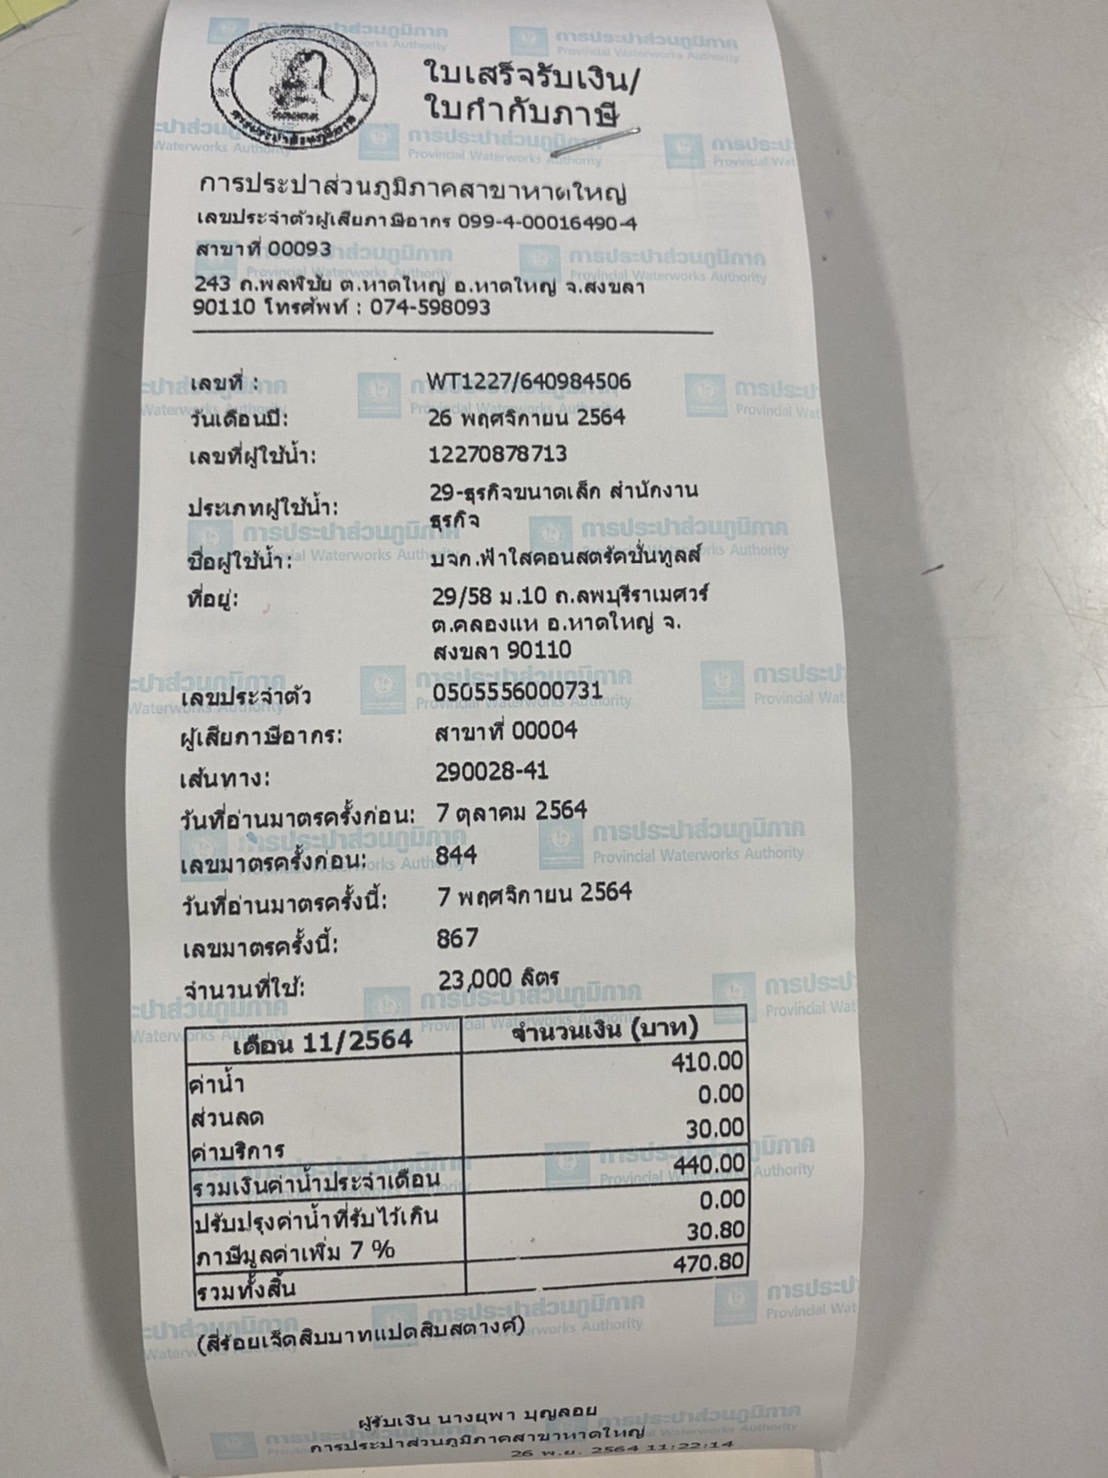 ใบเสร็จรับเงิน/
ใบกำกับภาษี
การประปาส่วนภูมิภาคสาขาหาดใหญ่
เลขประจำตัวผู้เสียภาษีอากร 099-4-00016490-4
สาขาที่ 00093
243 ถ.พลพิชัย ต.หาดใหญ่ อ.หาดใหญ่ จ.สงขลา
90110 โทรศัพท์ : 074-598093
เลขที่ : WT1227/640984506
วันเดือนปี: 26 พฤศจิกายน 2564
เลขที่ผู้ใช้น้ำ: 12270878713
ประเภทผู้ใช้น้ำ: 29-ธุรกิจขนาดเล็ก สำนักงาน
ธุรกิจ
ชื่อผู้ใช้น้ำ: บจก.ฟ้าใสคอนสตรัคชั่นทูลส์
ที่อยู่: 29/58 ม.10 ถ.ลพบุรีราเมศวร์
ต.คลองแห อ.หาดใหญ่ จ.
สงขลา 90110
เลขประจำตัว 0505556000731
ผู้เสียภาษีอากร: สาขาที่ 00004
เส้นทาง: 290028-41
วันที่อ่านมาตรครั้งก่อน: 7 ตุลาคม 2564
เลขมาตรครั้งก่อน: 844
วันที่อ่านมาตรครั้งนี้: 7 พฤศจิกายน 2564
เลขมาตรครั้งนี้: 867
จำนวนที่ใช้: 23,000 ลิตร
เดือน 11/2564 จำนวนเงิน (บาท)
ค่าน้ำ 410.00
ส่วนลด 0.00
ค่าบริการ 30.00
รวมเงินค่าน้ำประจำเดือน 440.00
ปรับปรุงค่าน้ำที่รับไว้เกิน 0.00
ภาษีมูลค่าเพิ่ม 7 % 30.80
รวมทั้งสิ้น 470.80
(สี่ร้อยเจ็ดสิบบาทแปดสิบสตางค์)
ผู้รับเงิน นางยุพา บุญลอย
การประปาส่วนภูมิภาคสาขาหาดใหญ่
26 พ.ย. 2564 11:22:14